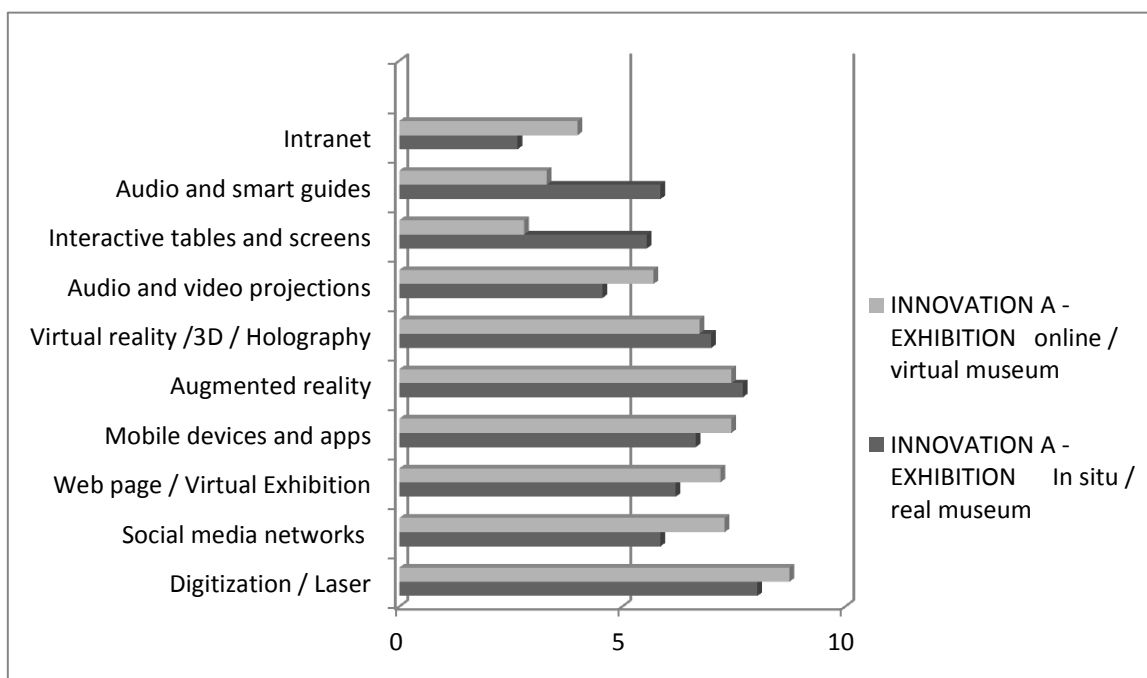 Intranet
Audio and smart guides
Interactive tables and screens
Audio and video projections
Virtual reality /3D / Holography
Augmented reality
Mobile devices and apps
Web page / Virtual Exhibition
Social media networks
Digitization / Laser
0 5 10
INNOVATION A -
EXHIBITION online /
virtual museum
INNOVATION A -
EXHIBITION In situ /
real museum